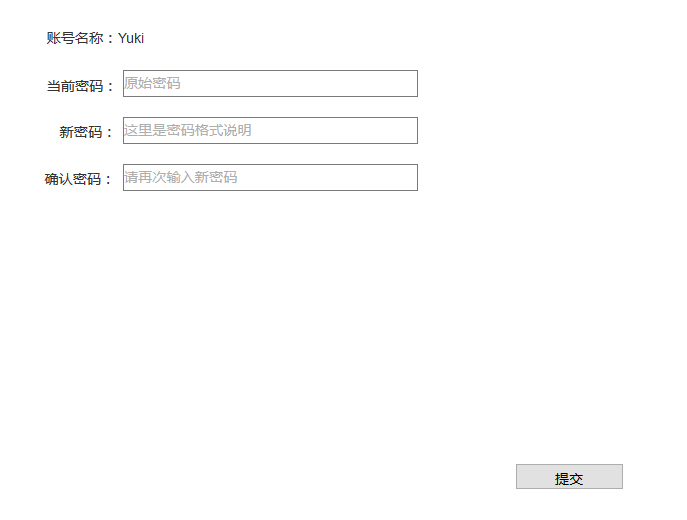 账号名称：Yuki
当前密码： 原始密码
新密码： 这里是密码格式说明
确认密码： 请再次输入新密码
提交